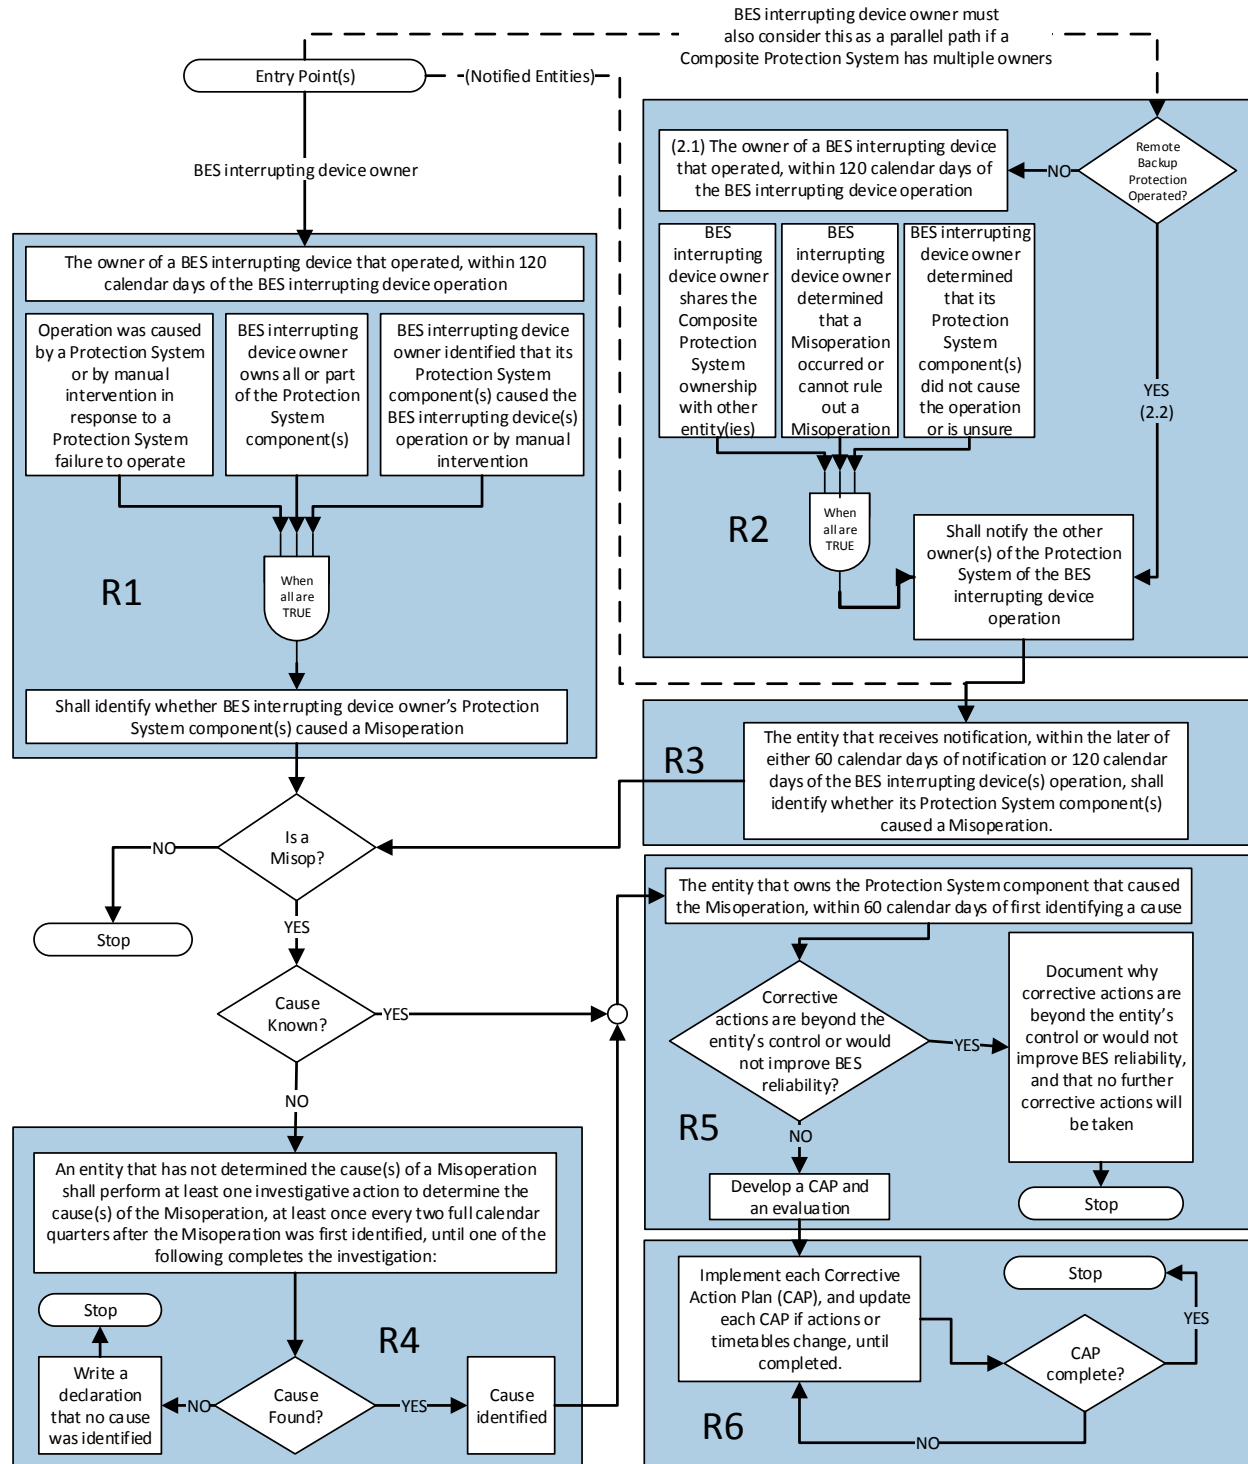 BES interrupting device owner must
also consider this as a parallel path if a
Composite Protection System has multiple owners
Entry Point(s)
(Notified Entities)
BES interrupting device owner
The owner of a BES interrupting device that operated, within 120
calendar days of the BES interrupting device operation
Operation was caused
by a Protection System
or by manual
intervention in
response to a
Protection System
failure to operate
BES interrupting
device owner
owns all or part
of the Protection
System
component(s)
BES interrupting device
owner identified that its
Protection System
component(s) caused the
BES interrupting device(s)
operation or by manual
intervention
When
all are
TRUE
R1
Shall identify whether BES interrupting device owner’s Protection
System component(s) caused a Misoperation
Remote
Backup
Protection
Operated?
NO
(2.1) The owner of a BES interrupting device
that operated, within 120 calendar days of
the BES interrupting device operation
BES
interrupting
device owner
shares the
Composite
Protection
System
ownership
with other
entity(ies)
BES
interrupting
device owner
determined
that a
Misoperation
occurred or
cannot rule
out a
Misoperation
BES interrupting
device owner
determined
that its
Protection
System
component(s)
did not cause
the operation
or is unsure
YES
(2.2)
When
all are
TRUE
R2
Shall notify the other
owner(s) of the Protection
System of the BES
interrupting device
operation
R3
The entity that receives notification, within the later of
either 60 calendar days of notification or 120 calendar
days of the BES interrupting device(s) operation, shall
identify whether its Protection System component(s)
caused a Misoperation.
Is a
Misop?
NO
Stop
YES
Cause
Known?
YES
NO
An entity that has not determined the cause(s) of a Misoperation
shall perform at least one investigative action to determine the
cause(s) of the Misoperation, at least once every two full calendar
quarters after the Misoperation was first identified, until one of the
following completes the investigation:
R4
Stop
Write a
declaration
that no cause
was identified
NO
Cause
Found?
YES
Cause
identified
The entity that owns the Protection System component that caused
the Misoperation, within 60 calendar days of first identifying a cause
Corrective
actions are beyond the
entity’s control or would
not improve BES
reliability?
YES
Document why
corrective actions are
beyond the entity’s
control or would not
improve BES reliability,
and that no further
corrective actions will
be taken
R5
NO
Develop a CAP and
an evaluation
Stop
Implement each Corrective
Action Plan (CAP), and update
each CAP if actions or
timetables change, until
completed.
Stop
YES
CAP
complete?
R6
NO